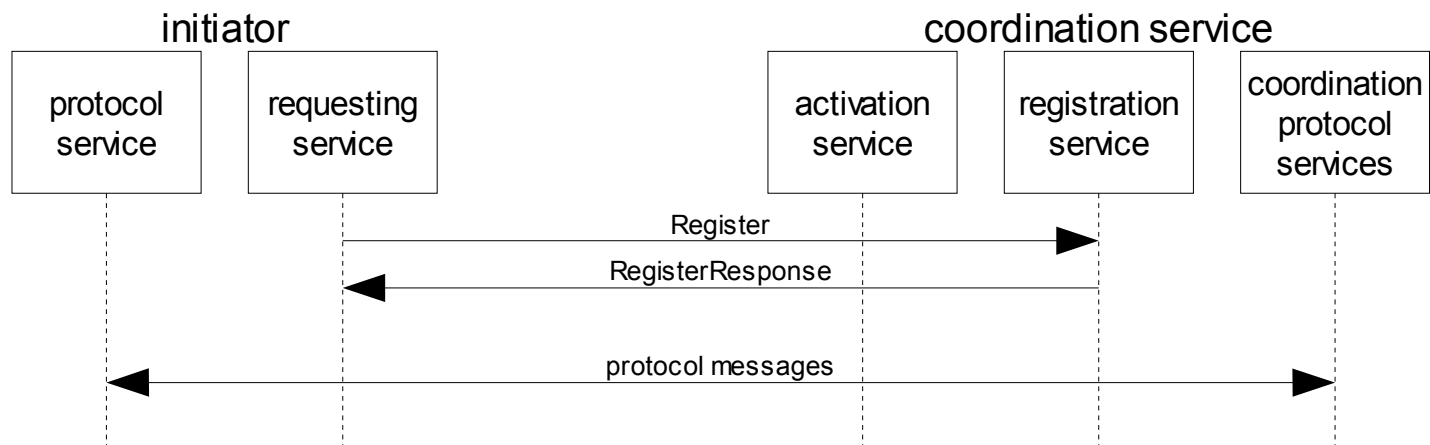 initiator
coordination service
protocol
service
requesting
service
activation
service
registration
service
coordination
protocol
services
Register
RegisterResponse
protocol messages